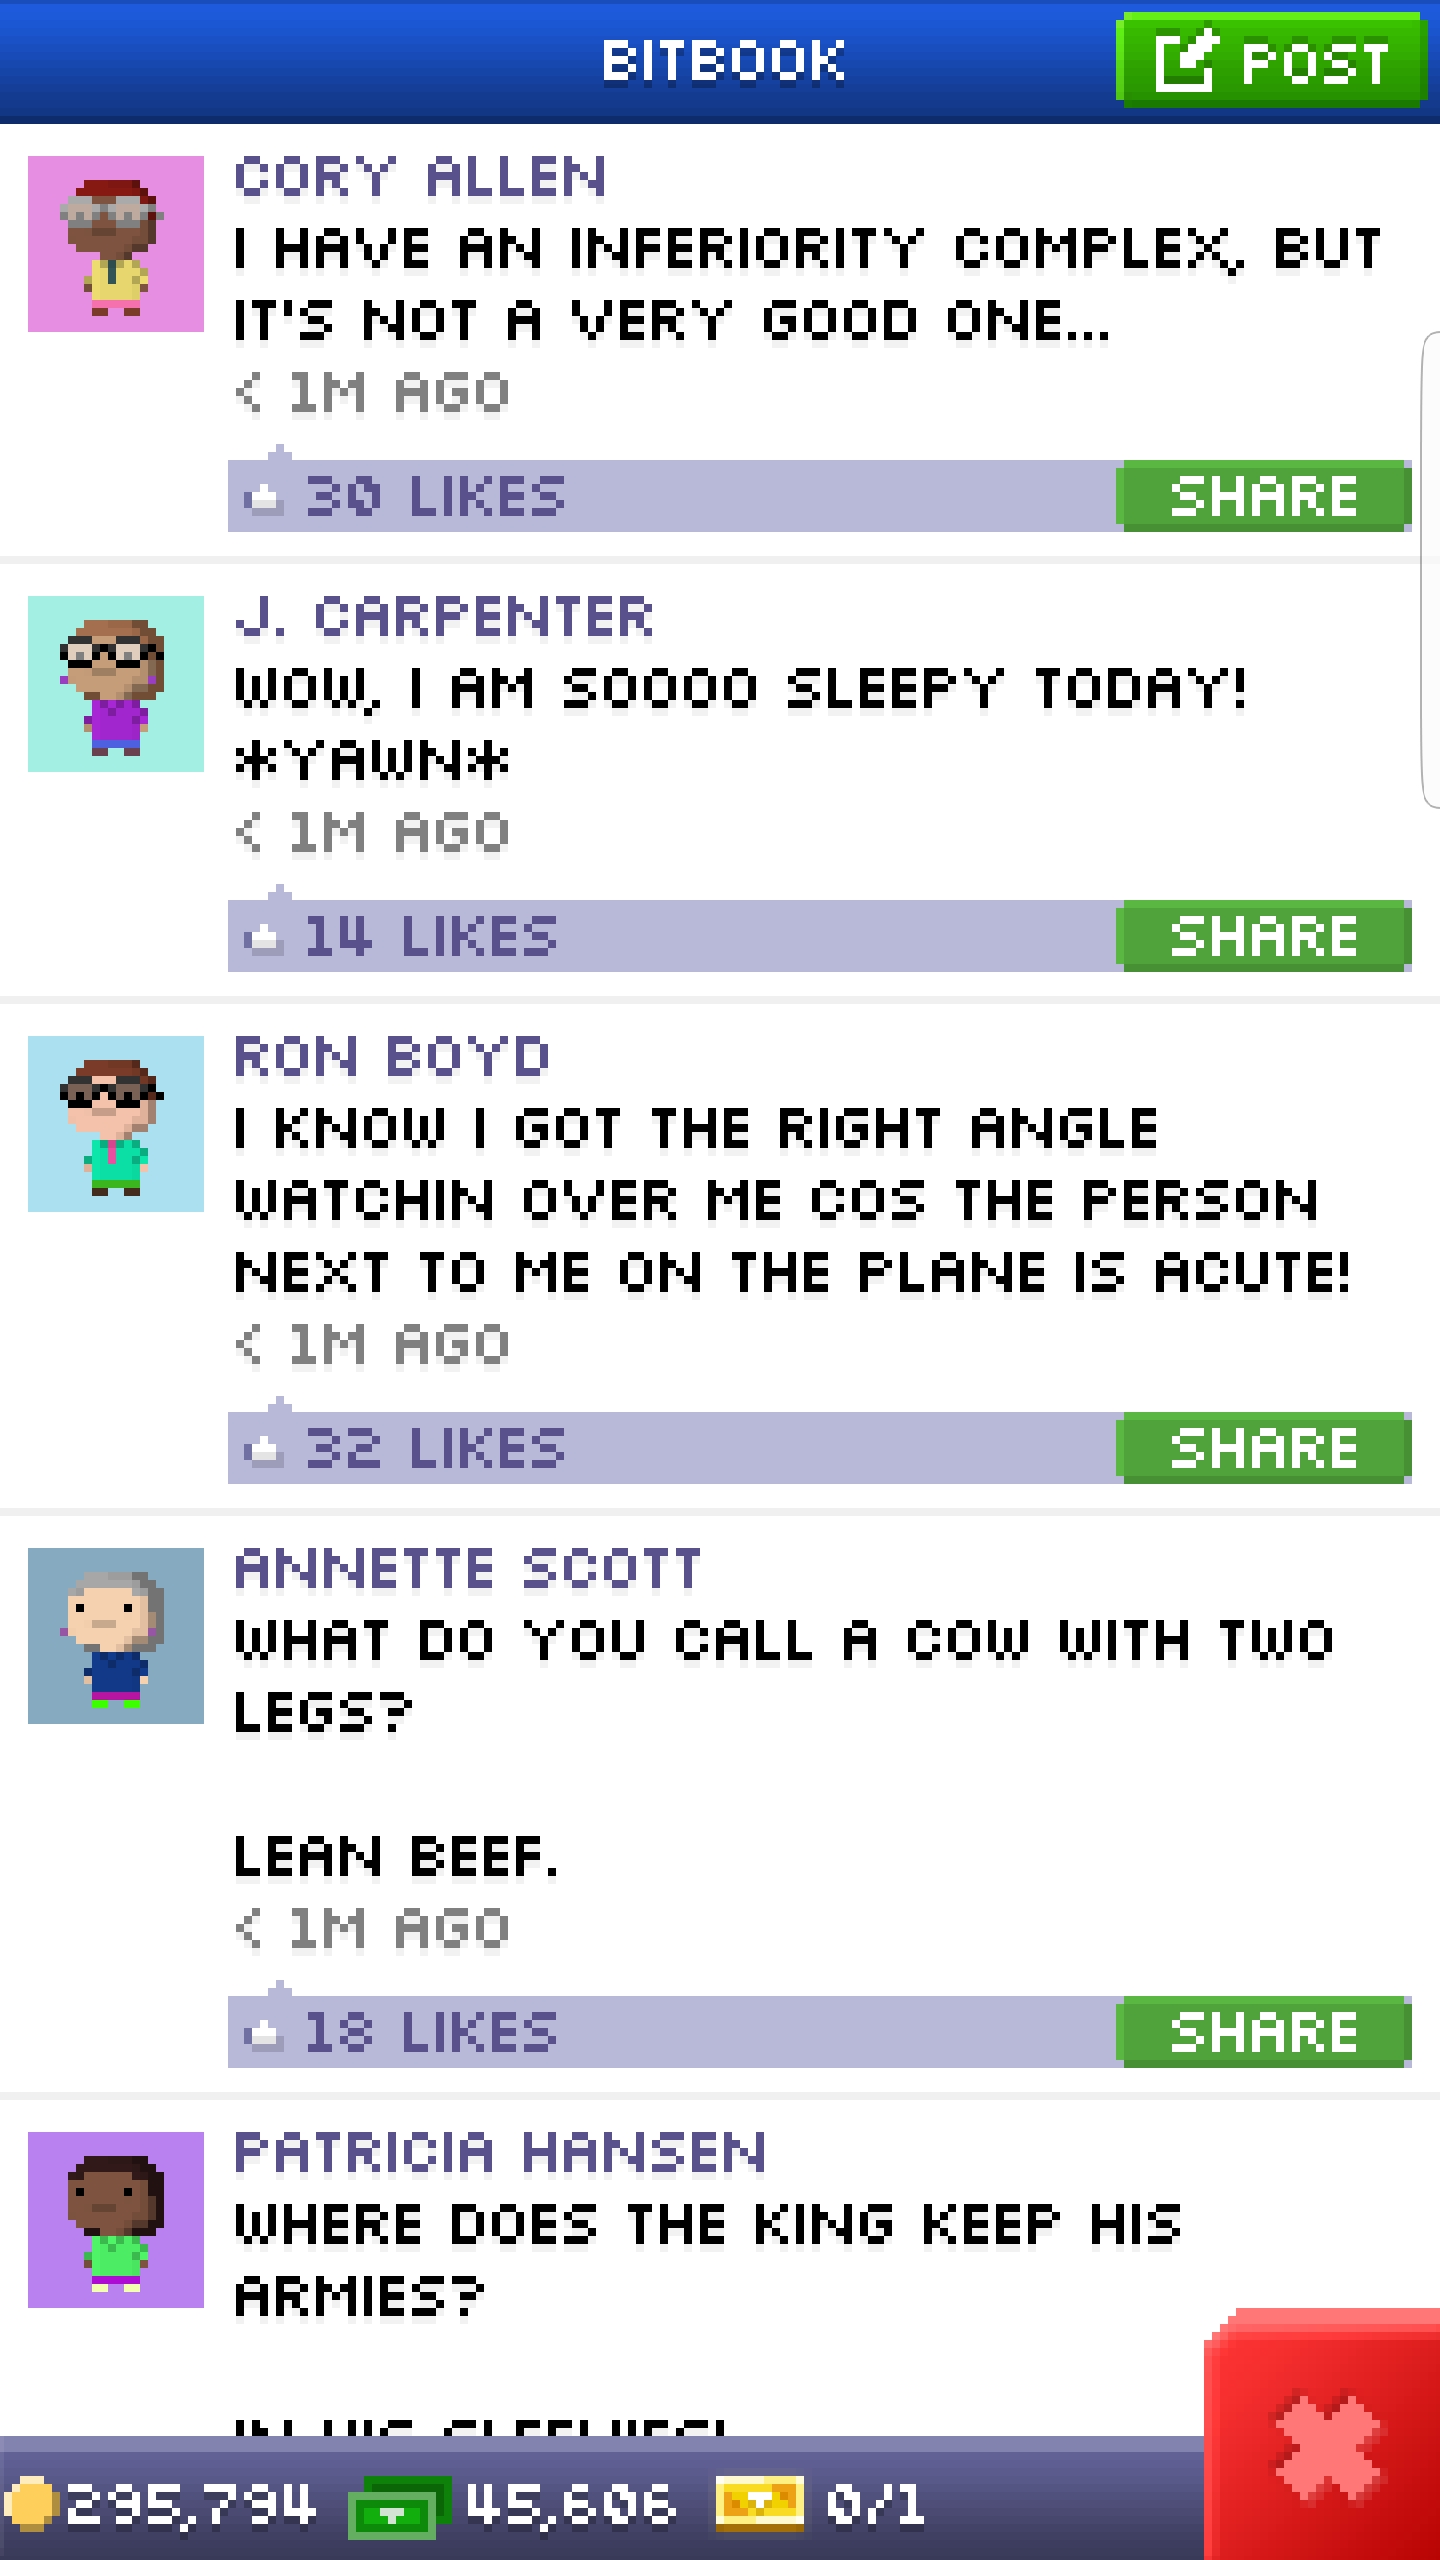 BITBOOK
POST
CORY ALLEN
I HAVE AN INFERIORITY COMPLEX, BUT
IT'S NOT A VERY GOOD ONE...
< 1M AGO
30 LIKES
SHARE
J. CARPENTER
WOW, I AM SOOOO SLEEPY TODAY!
*YAWN*
< 1M AGO
14 LIKES
SHARE
RON BOYD
I KNOW I GOT THE RIGHT ANGLE
WATCHIN OVER ME COS THE PERSON
NEXT TO ME ON THE PLANE IS ACUTE!
< 1M AGO
32 LIKES
SHARE
ANNETTE SCOTT
WHAT DO YOU CALL A COW WITH TWO
LEGS?
LEAN BEEF.
< 1M AGO
18 LIKES
SHARE
PATRICIA HANSEN
WHERE DOES THE KING KEEP HIS
ARMIES?
IN HIS SLEEVIES!
295,794
45,606
0/1